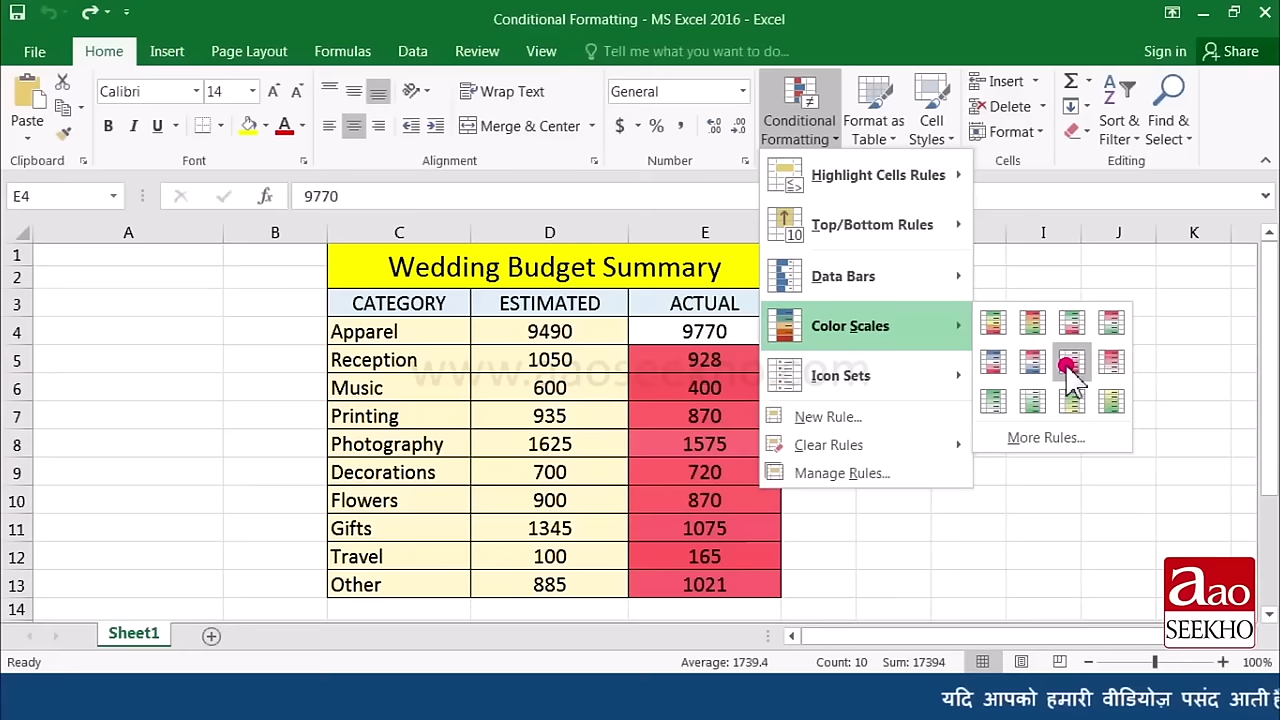 Conditional Formatting - MS Excel 2016 - Excel
File Home Insert Page Layout Formulas Data Review View Tell me what you want to do... Sign in Share
Paste
Clipboard
Calibri 14
B I U
Font
Wrap Text
Merge & Center
Alignment
General
$ % ,
Number
Conditional Formatting
Format as Table
Cell Styles
Insert
Delete
Format
Cells
Sort & Filter
Find & Select
Editing
E4 fx 9770
A B C D E I J K
1 Wedding Budget Summary
2
3 CATEGORY ESTIMATED ACTUAL
4 Apparel 9490 9770
5 Reception 1050 928
6 Music 600 400
7 Printing 935 870
8 Photography 1625 1575
9 Decorations 700 720
10 Flowers 900 870
11 Gifts 1345 1075
12 Travel 100 165
13 Other 885 1021
14
Highlight Cells Rules
Top/Bottom Rules
10
Data Bars
Color Scales
Icon Sets
New Rule...
Clear Rules
Manage Rules...
More Rules...
aao
SEEKHO
Sheet1
Ready Average: 1739.4 Count: 10 Sum: 17394 100%
यदि आपको हमारी वीडियोज़ पसंद आती